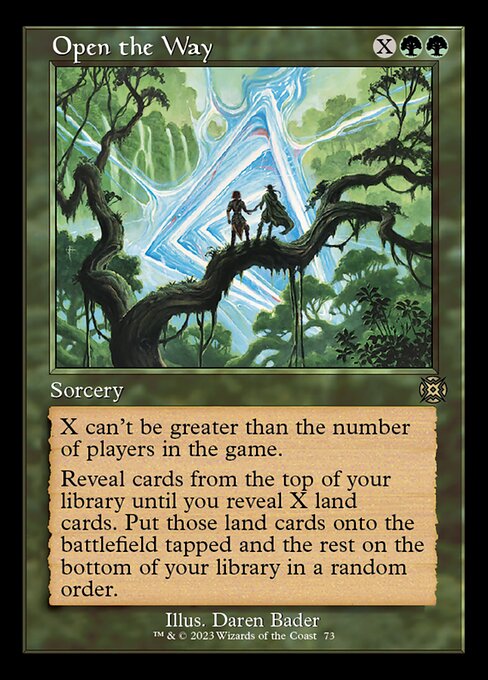 Open the Way X
Sorcery
X can't be greater than the number
of players in the game.
Reveal cards from the top of your
library until you reveal X land
cards. Put those land cards onto the
battlefield tapped and the rest on the
bottom of your library in a random
order.
Illus. Daren Bader
™ & © 2023 Wizards of the Coast 73